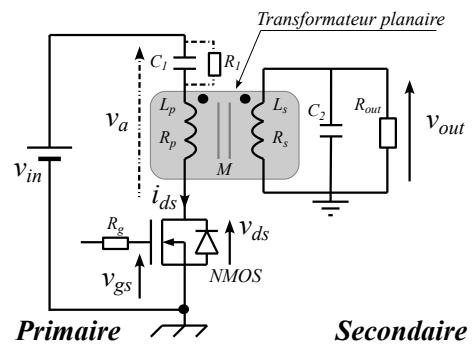 Transformateur planaire
C1
R1
va
Lp
Ls
Rp
Rs
M
C2
Rout
vout
vin
ids
Rg
vds
vgs
NMOS
Primaire
Secondaire